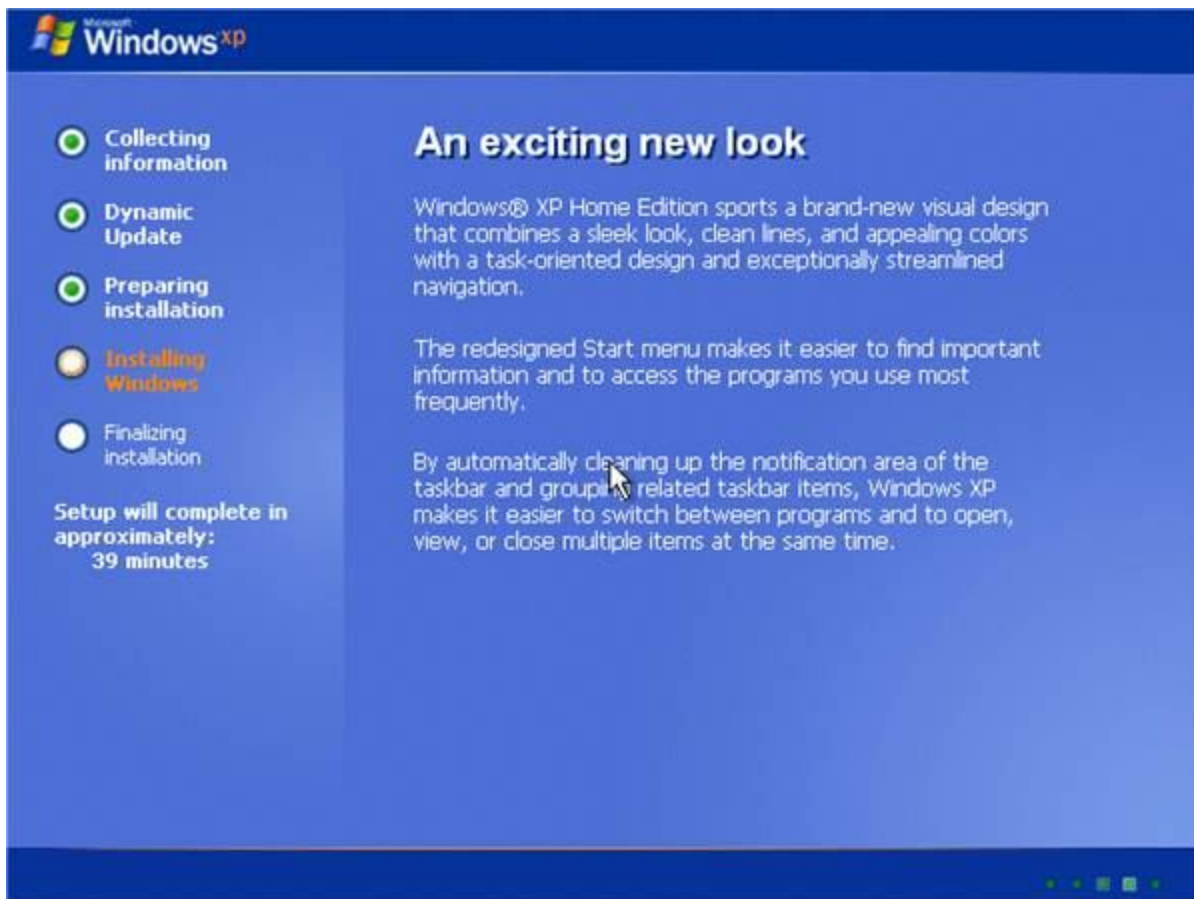 Microsoft
Windows xp
Collecting
information
Dynamic
Update
Preparing
installation
Installing
Windows
Finalizing
installation
Setup will complete in
approximately:
39 minutes
An exciting new look
Windows® XP Home Edition sports a brand-new visual design
that combines a sleek look, clean lines, and appealing colors
with a task-oriented design and exceptionally streamlined
navigation.
The redesigned Start menu makes it easier to find important
information and to access the programs you use most
frequently.
By automatically cleaning up the notification area of the
taskbar and grouping related taskbar items, Windows XP
makes it easier to switch between programs and to open,
view, or close multiple items at the same time.